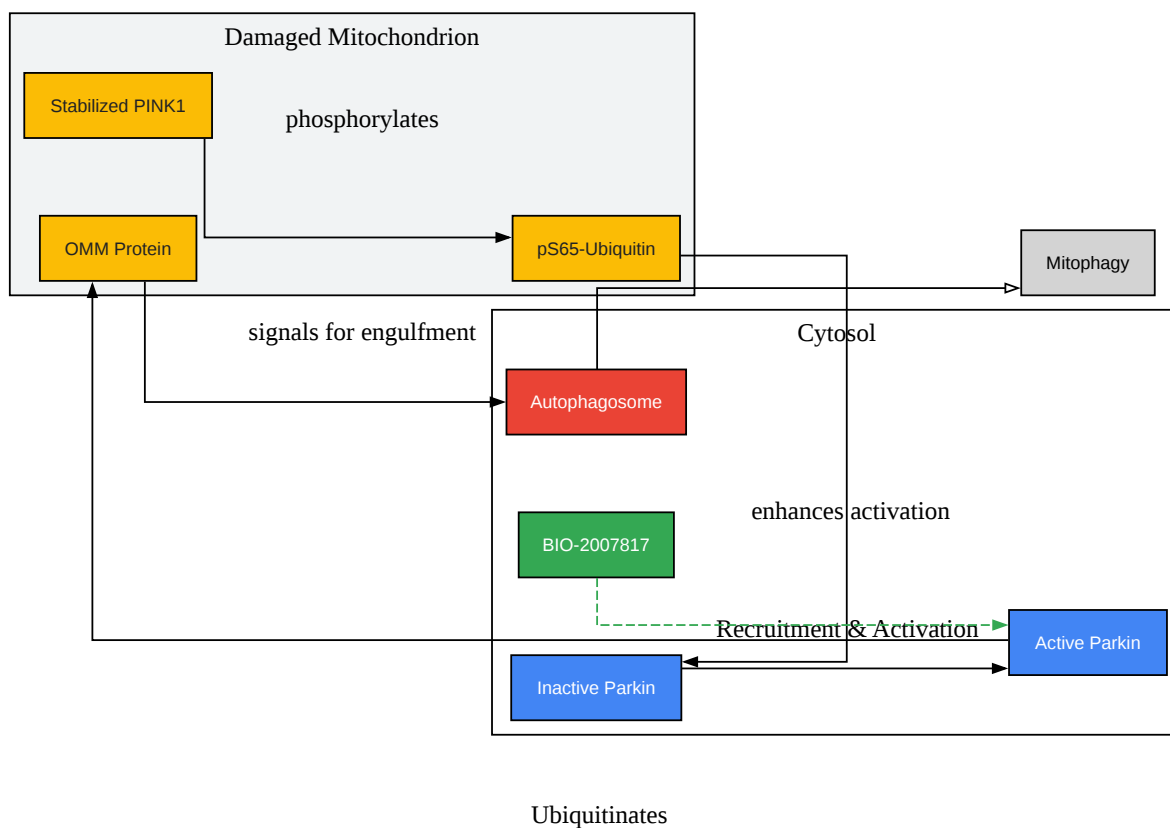 Damaged Mitochondrion
Stabilized PINK1
phosphorylates
OMM Protein
pS65-Ubiquitin
Mitophagy
signals for engulfment
Cytosol
Autophagosome
enhances activation
BIO-2007817
Recruitment & Activation
Active Parkin
Inactive Parkin
Ubiquitinates